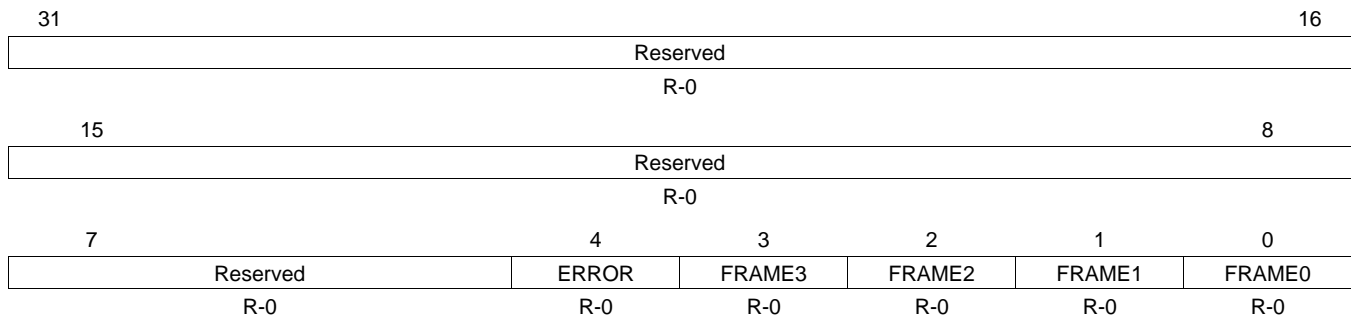 31 16
Reserved
R-0
15 8
Reserved
R-0
7 4 3 2 1 0
Reserved ERROR FRAME3 FRAME2 FRAME1 FRAME0
R-0 R-0 R-0 R-0 R-0 R-0